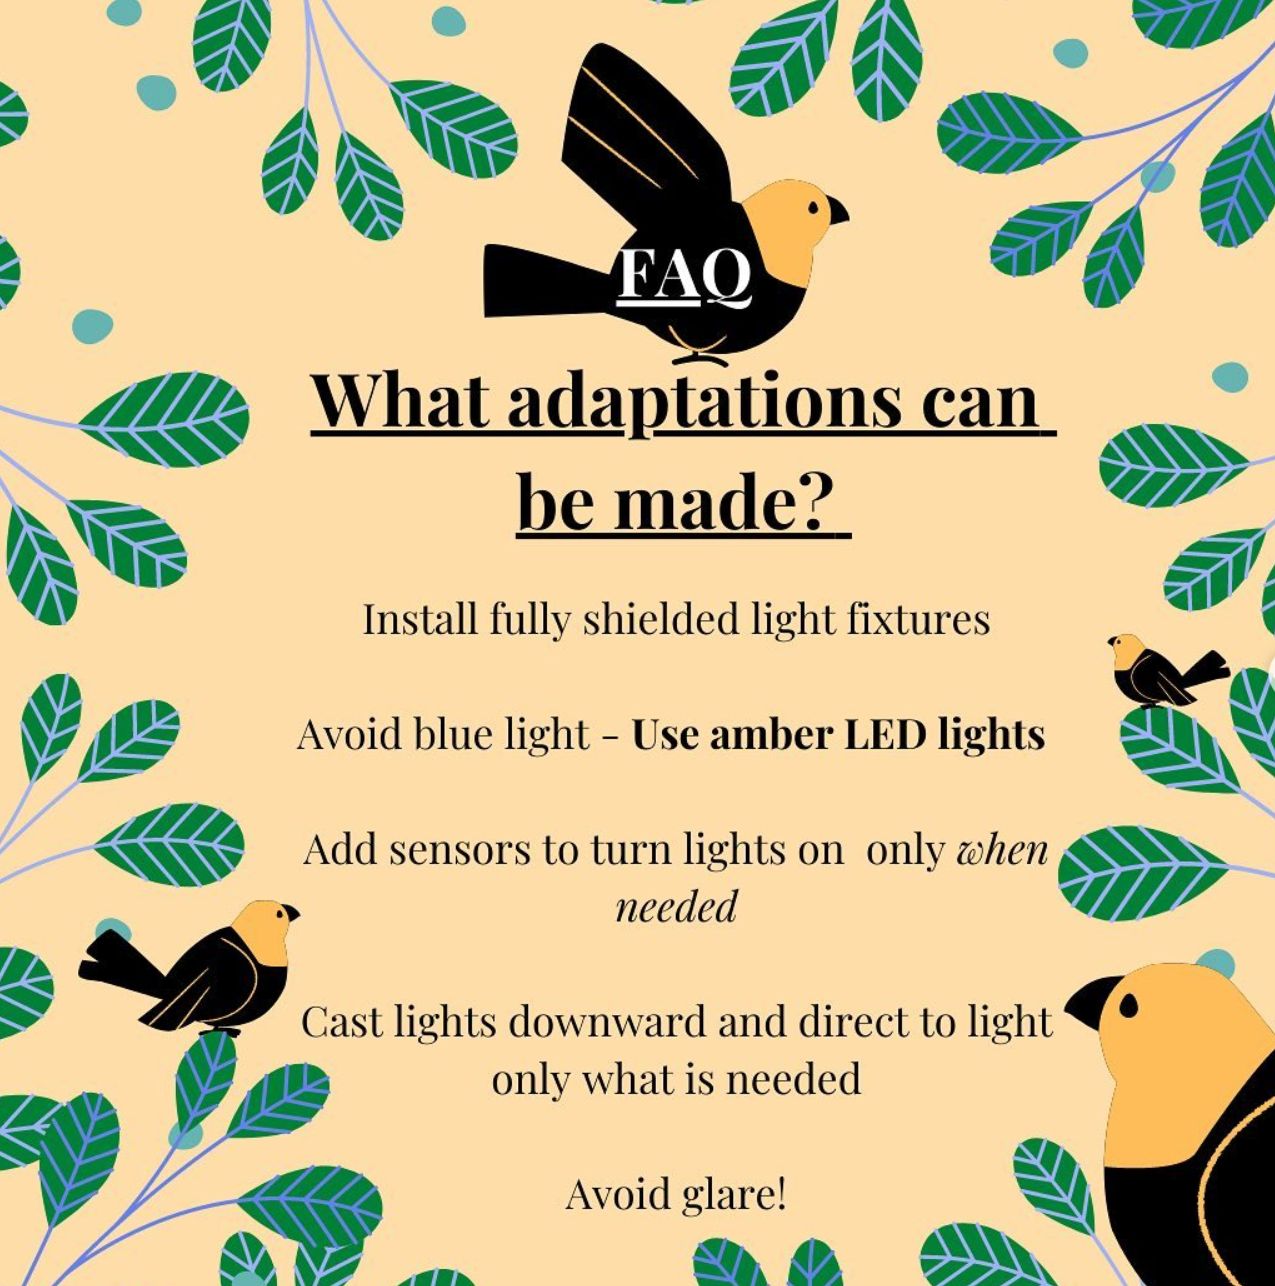 FAQ
What adaptations can
be made?
Install fully shielded light fixtures
Avoid blue light - Use amber LED lights
Add sensors to turn lights on  only when
needed
Cast lights downward and direct to light
only what is needed
Avoid glare!